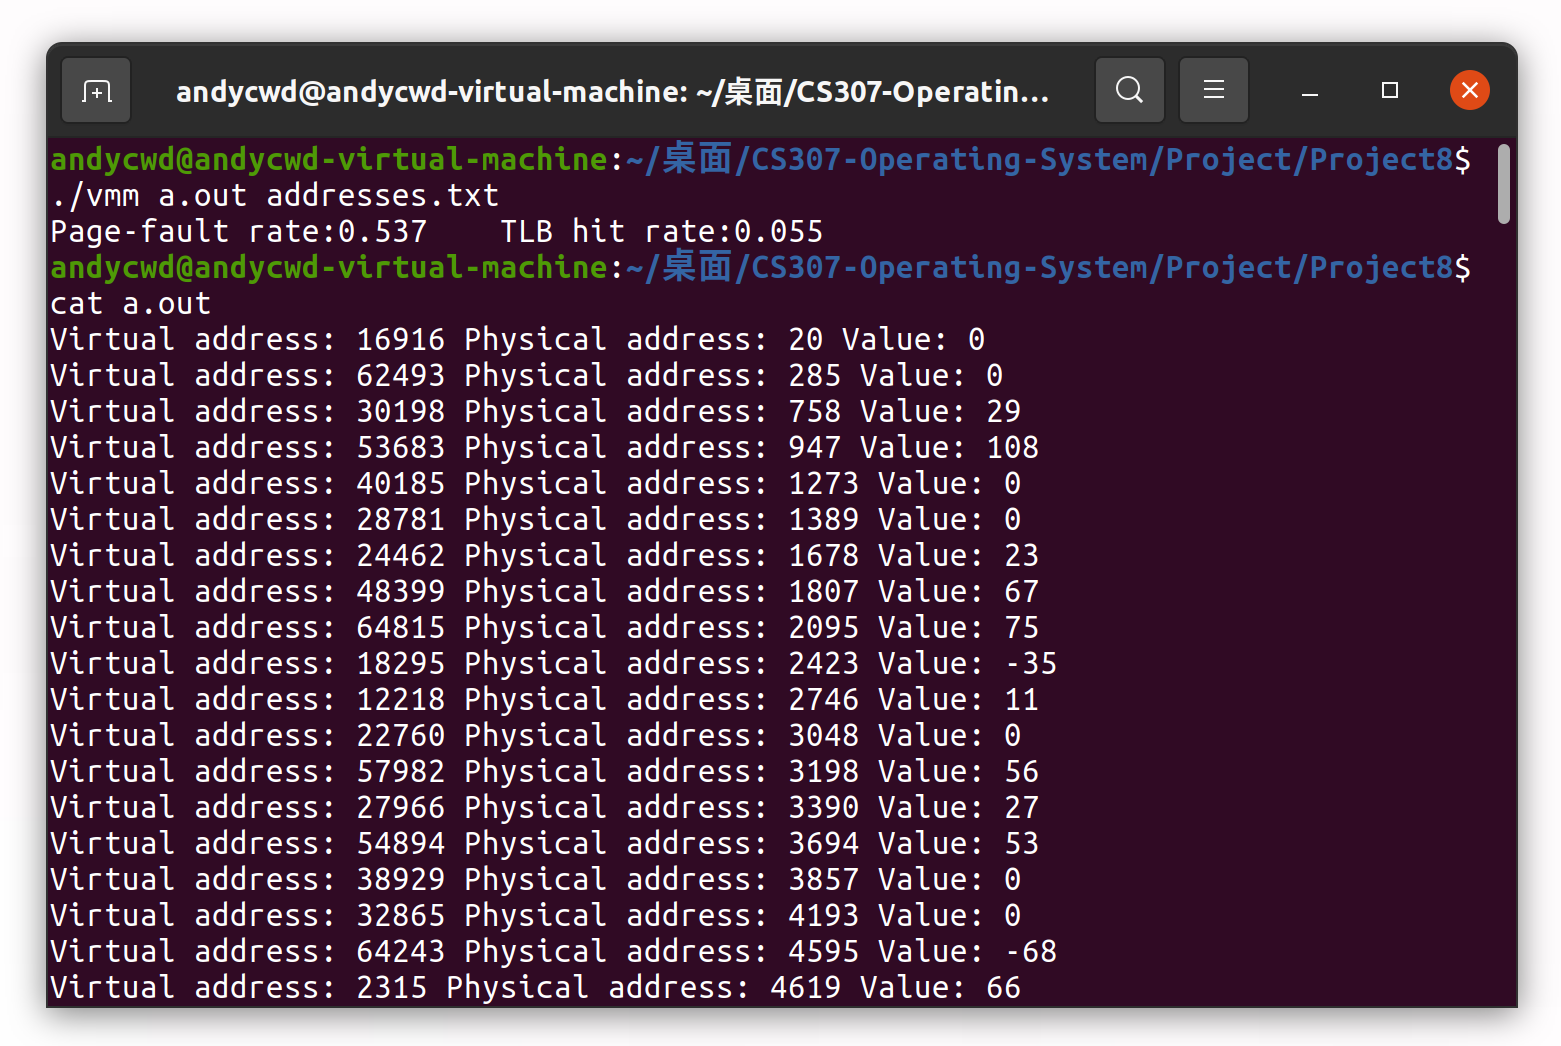 andycwd@andycwd-virtual-machine: ~/桌面/CS307-Operatin...
andycwd@andycwd-virtual-machine:~/桌面/CS307-Operating-System/Project/Project8$
./vmm a.out addresses.txt
Page-fault rate:0.537    TLB hit rate:0.055
andycwd@andycwd-virtual-machine:~/桌面/CS307-Operating-System/Project/Project8$
cat a.out
Virtual address: 16916 Physical address: 20 Value: 0
Virtual address: 62493 Physical address: 285 Value: 0
Virtual address: 30198 Physical address: 758 Value: 29
Virtual address: 53683 Physical address: 947 Value: 108
Virtual address: 40185 Physical address: 1273 Value: 0
Virtual address: 28781 Physical address: 1389 Value: 0
Virtual address: 24462 Physical address: 1678 Value: 23
Virtual address: 48399 Physical address: 1807 Value: 67
Virtual address: 64815 Physical address: 2095 Value: 75
Virtual address: 18295 Physical address: 2423 Value: -35
Virtual address: 12218 Physical address: 2746 Value: 11
Virtual address: 22760 Physical address: 3048 Value: 0
Virtual address: 57982 Physical address: 3198 Value: 56
Virtual address: 27966 Physical address: 3390 Value: 27
Virtual address: 54894 Physical address: 3694 Value: 53
Virtual address: 38929 Physical address: 3857 Value: 0
Virtual address: 32865 Physical address: 4193 Value: 0
Virtual address: 64243 Physical address: 4595 Value: -68
Virtual address: 2315 Physical address: 4619 Value: 66